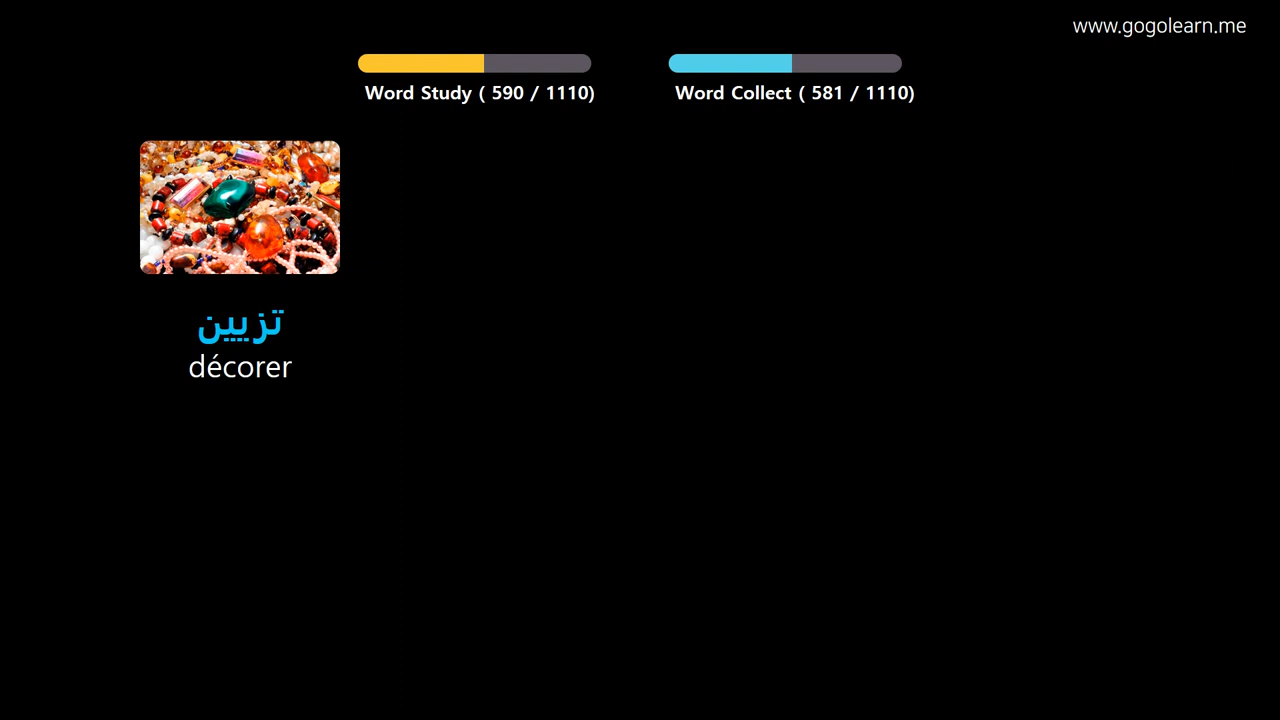 www.gogolearn.me
Word Study ( 590 / 1110)
Word Collect ( 581 / 1110)
تزيين
décorer